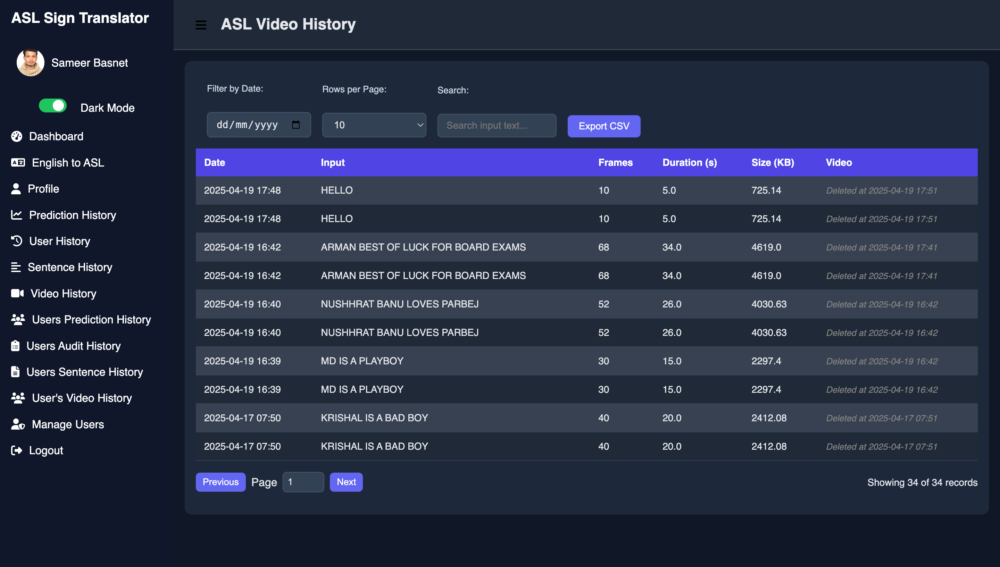 ASL Sign Translator
Sameer Basnet
Dark Mode
Dashboard
English to ASL
Profile
Prediction History
User History
Sentence History
Video History
Users Prediction History
Users Audit History
Users Sentence History
User's Video History
Manage Users
Logout
ASL Video History
Filter by Date: Rows per Page: Search:
dd/mm/yyyy 10 Search input text... Export CSV
Date Input Frames Duration (s) Size (KB) Video
2025-04-19 17:48 HELLO 10 5.0 725.14 Deleted at 2025-04-19 17:51
2025-04-19 17:48 HELLO 10 5.0 725.14 Deleted at 2025-04-19 17:51
2025-04-19 16:42 ARMAN BEST OF LUCK FOR BOARD EXAMS 68 34.0 4619.0 Deleted at 2025-04-19 17:41
2025-04-19 16:42 ARMAN BEST OF LUCK FOR BOARD EXAMS 68 34.0 4619.0 Deleted at 2025-04-19 17:41
2025-04-19 16:40 NUSHHRAT BANU LOVES PARBEJ 52 26.0 4030.63 Deleted at 2025-04-19 16:42
2025-04-19 16:40 NUSHHRAT BANU LOVES PARBEJ 52 26.0 4030.63 Deleted at 2025-04-19 16:42
2025-04-19 16:39 MD IS A PLAYBOY 30 15.0 2297.4 Deleted at 2025-04-19 16:42
2025-04-19 16:39 MD IS A PLAYBOY 30 15.0 2297.4 Deleted at 2025-04-19 16:42
2025-04-17 07:50 KRISHAL IS A BAD BOY 40 20.0 2412.08 Deleted at 2025-04-17 07:51
2025-04-17 07:50 KRISHAL IS A BAD BOY 40 20.0 2412.08 Deleted at 2025-04-17 07:51
Previous Page 1 Next Showing 34 of 34 records